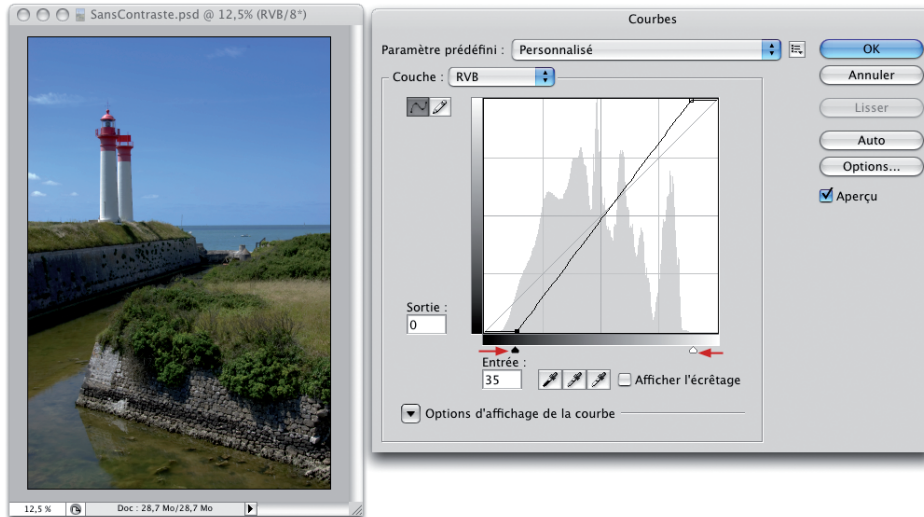 SansContraste.psd @ 12,5% (RVB/8*)
12,5 %
Doc : 28,7 Mo/28,7 Mo
Courbes
Paramètre prédéfini : Personnalisé
OK
Couche : RVB
Annuler
Lisser
Auto
Options...
Aperçu
Sortie :
0
Entrée :
35
Afficher l'écrêtage
Options d'affichage de la courbe